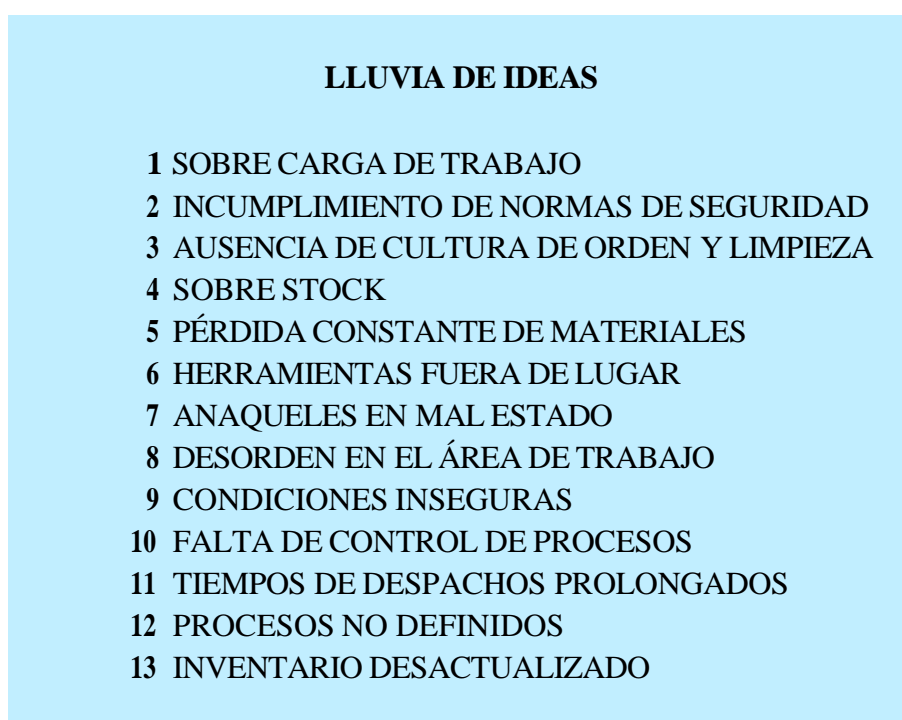 LLUVIA DE IDEAS
1 SOBRE CARGA DE TRABAJO
2 INCUMPLIMIENTO DE NORMAS DE SEGURIDAD
3 AUSENCIA DE CULTURA DE ORDEN Y LIMPIEZA
4 SOBRE STOCK
5 PÉRDIDA CONSTANTE DE MATERIALES
6 HERRAMIENTAS FUERA DE LUGAR
7 ANAQUELES EN MAL ESTADO
8 DESORDEN EN EL ÁREA DE TRABAJO
9 CONDICIONES INSEGURAS
10 FALTA DE CONTROL DE PROCESOS
11 TIEMPOS DE DESPACHOS PROLONGADOS
12 PROCESOS NO DEFINIDOS
13 INVENTARIO DESACTUALIZADO